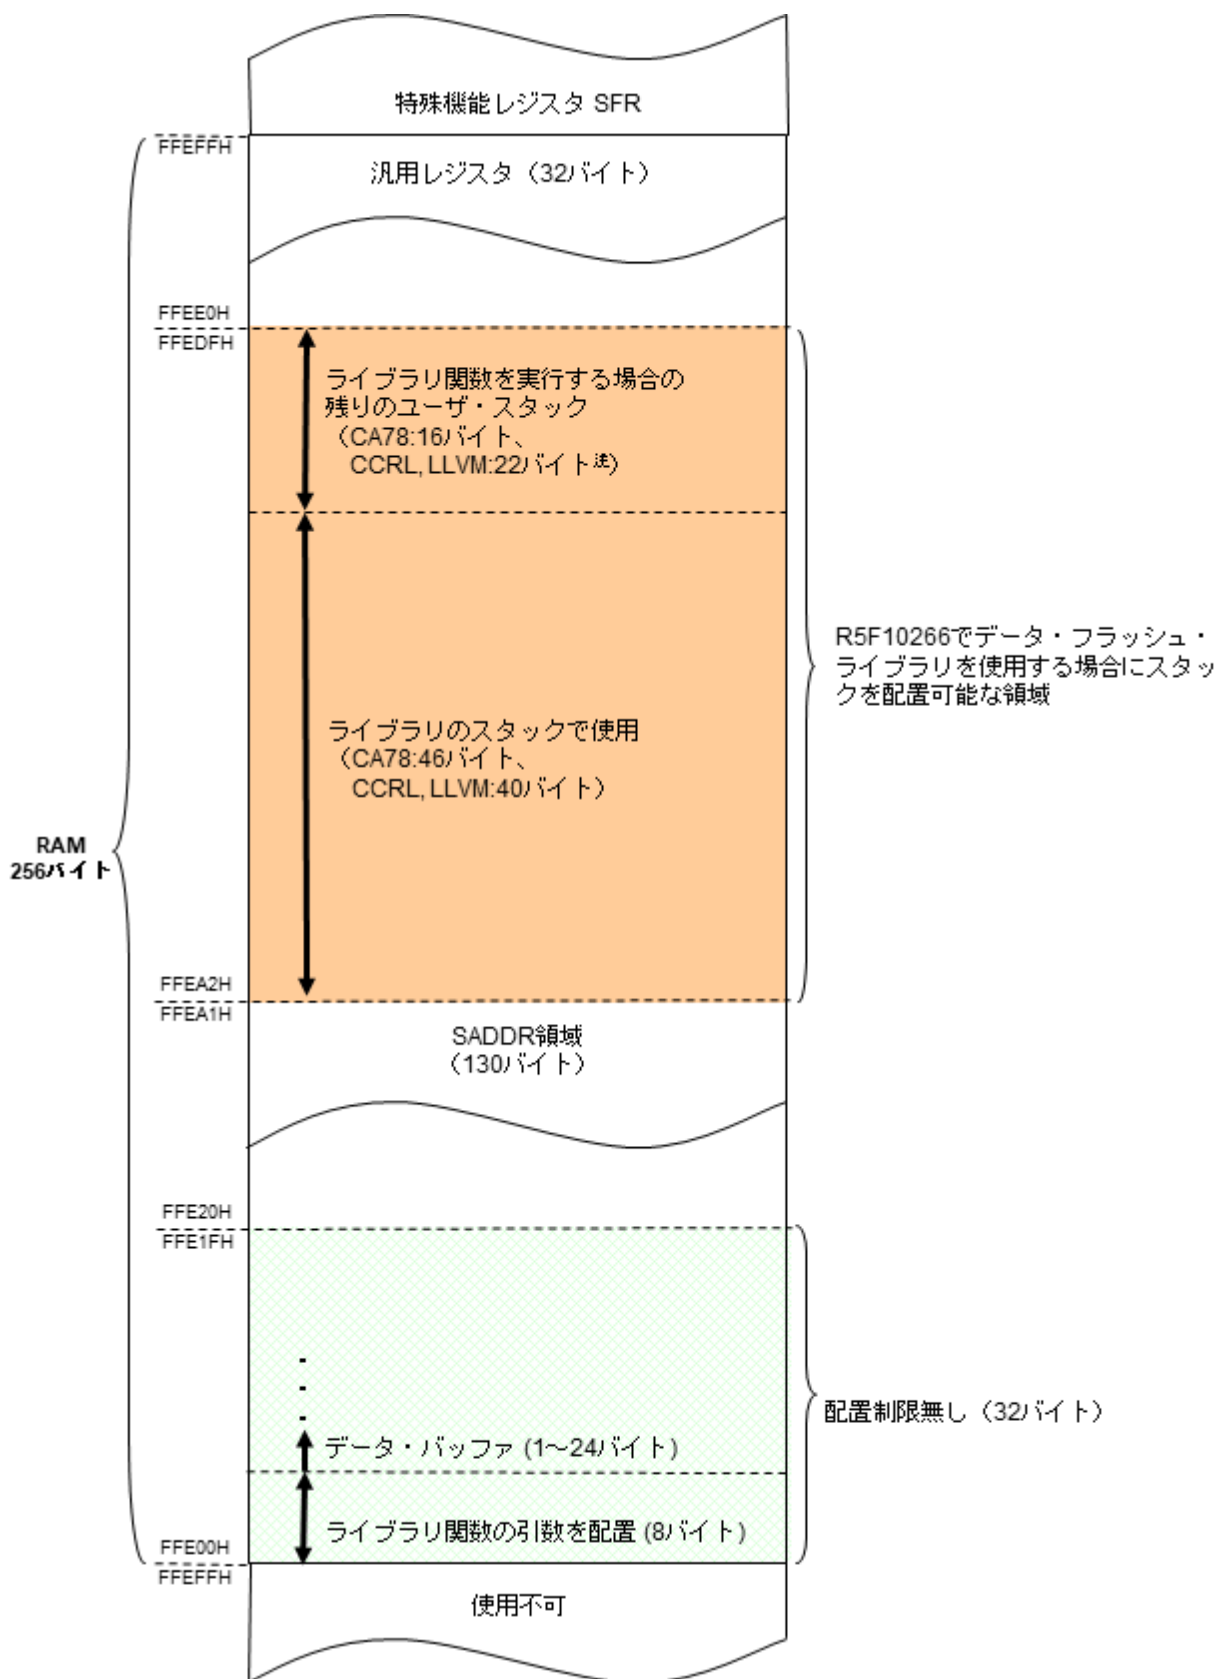 特殊機能レジスタ SFR
FFEFFH
汎用レジスタ（32バイト）
FFEE0H
FFEDFH
ライブラリ関数を実行する場合の
残りのユーザ・スタック
（CA78:16バイト、
CCRL, LLVM:22バイト注）
R5F10266でデータ・フラッシュ・
ライブラリを使用する場合にスタッ
クを配置可能な領域
ライブラリのスタックで使用
（CA78:46バイト、
CCRL, LLVM:40バイト）
RAM
256バイト
FFEA2H
FFEA1H
SADDR領域
（130バイト）
FFE20H
FFE1FH
配置制限無し（32バイト）
データ・バッファ (1～24バイト)
ライブラリ関数の引数を配置 (8バイト)
FFE00H
FFEFFH
使用不可